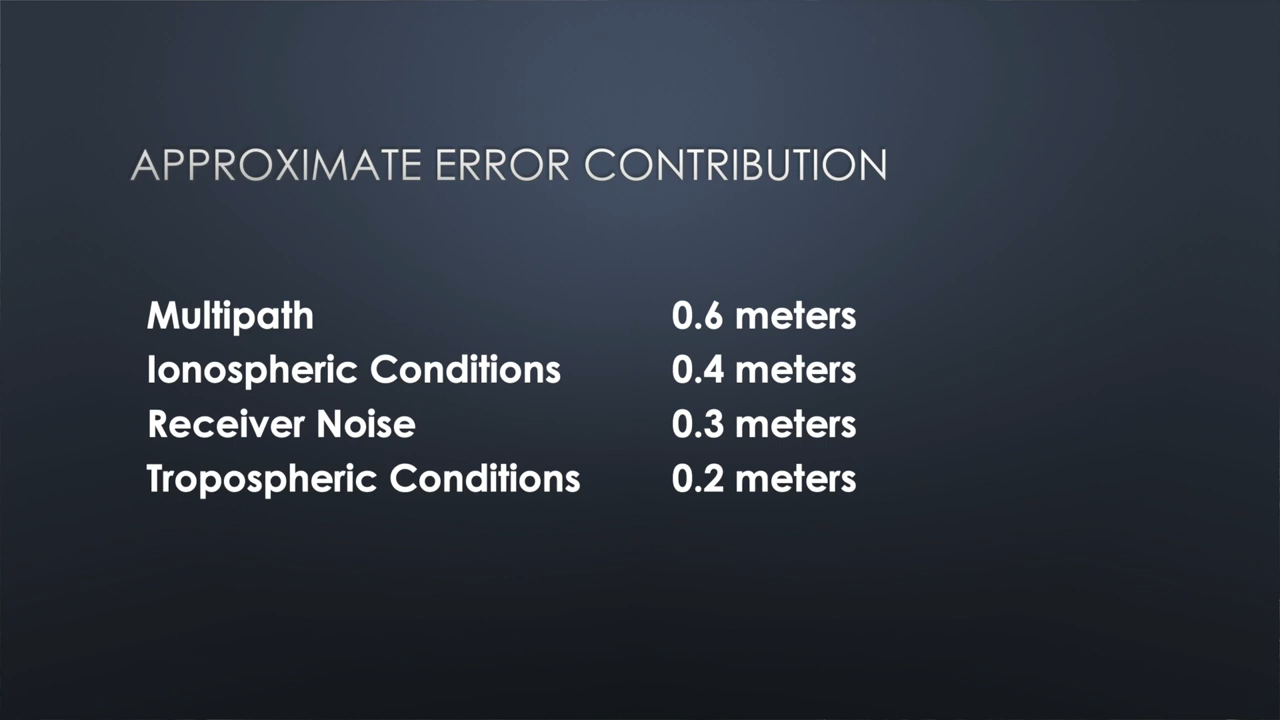 APPROXIMATE ERROR CONTRIBUTION
Multipath 0.6 meters
Ionospheric Conditions 0.4 meters
Receiver Noise 0.3 meters
Tropospheric Conditions 0.2 meters